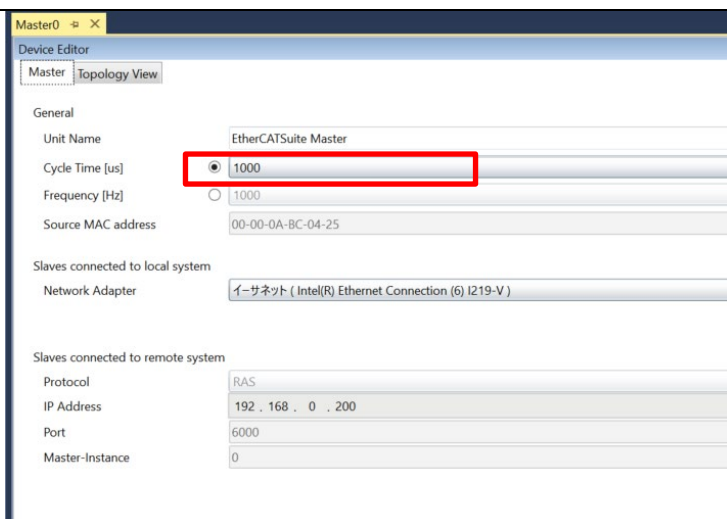 Master0
Device Editor
Master Topology View
General
Unit Name EtherCATSuite Master
Cycle Time [us] 1000
Frequency [Hz] 1000
Source MAC address 00-00-0A-BC-04-25
Slaves connected to local system
Network Adapter イーサネット ( Intel(R) Ethernet Connection (6) I219-V )
Slaves connected to remote system
Protocol RAS
IP Address 192 . 168 . 0 . 200
Port 6000
Master-Instance 0